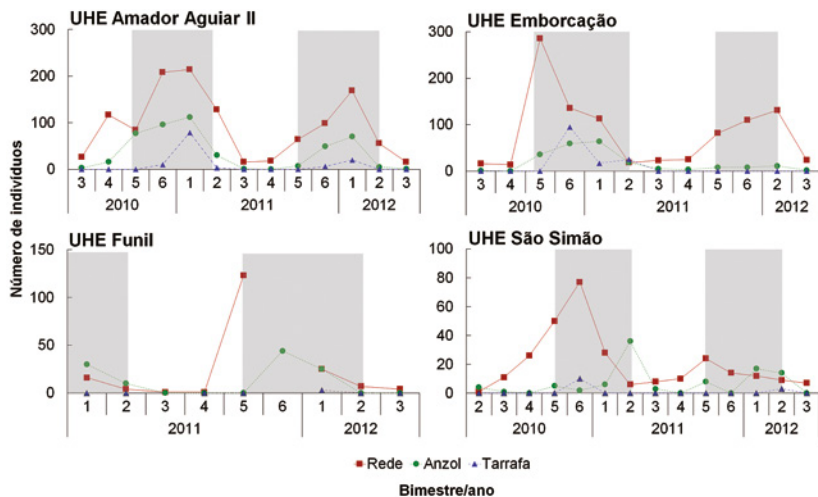 Número de indivíduos
UHE Amador Aguiar II
300
200
100
0
3 4 5 6 1 2 3 4 5 6 1 2 3
2010 2011 2012
UHE Emborcação
300
200
100
0
3 4 5 6 1 2 3 4 5 6 2 3
2010 2011 2012
UHE Funil
150
100
50
0
1 2 3 4 5 6 1 2 3
2011 2012
UHE São Simão
100
80
60
40
20
0
2 3 4 5 6 1 2 3 4 5 6 1 2 3
2010 2011 2012
Rede Anzol Tarrafa
Bimestre/ano